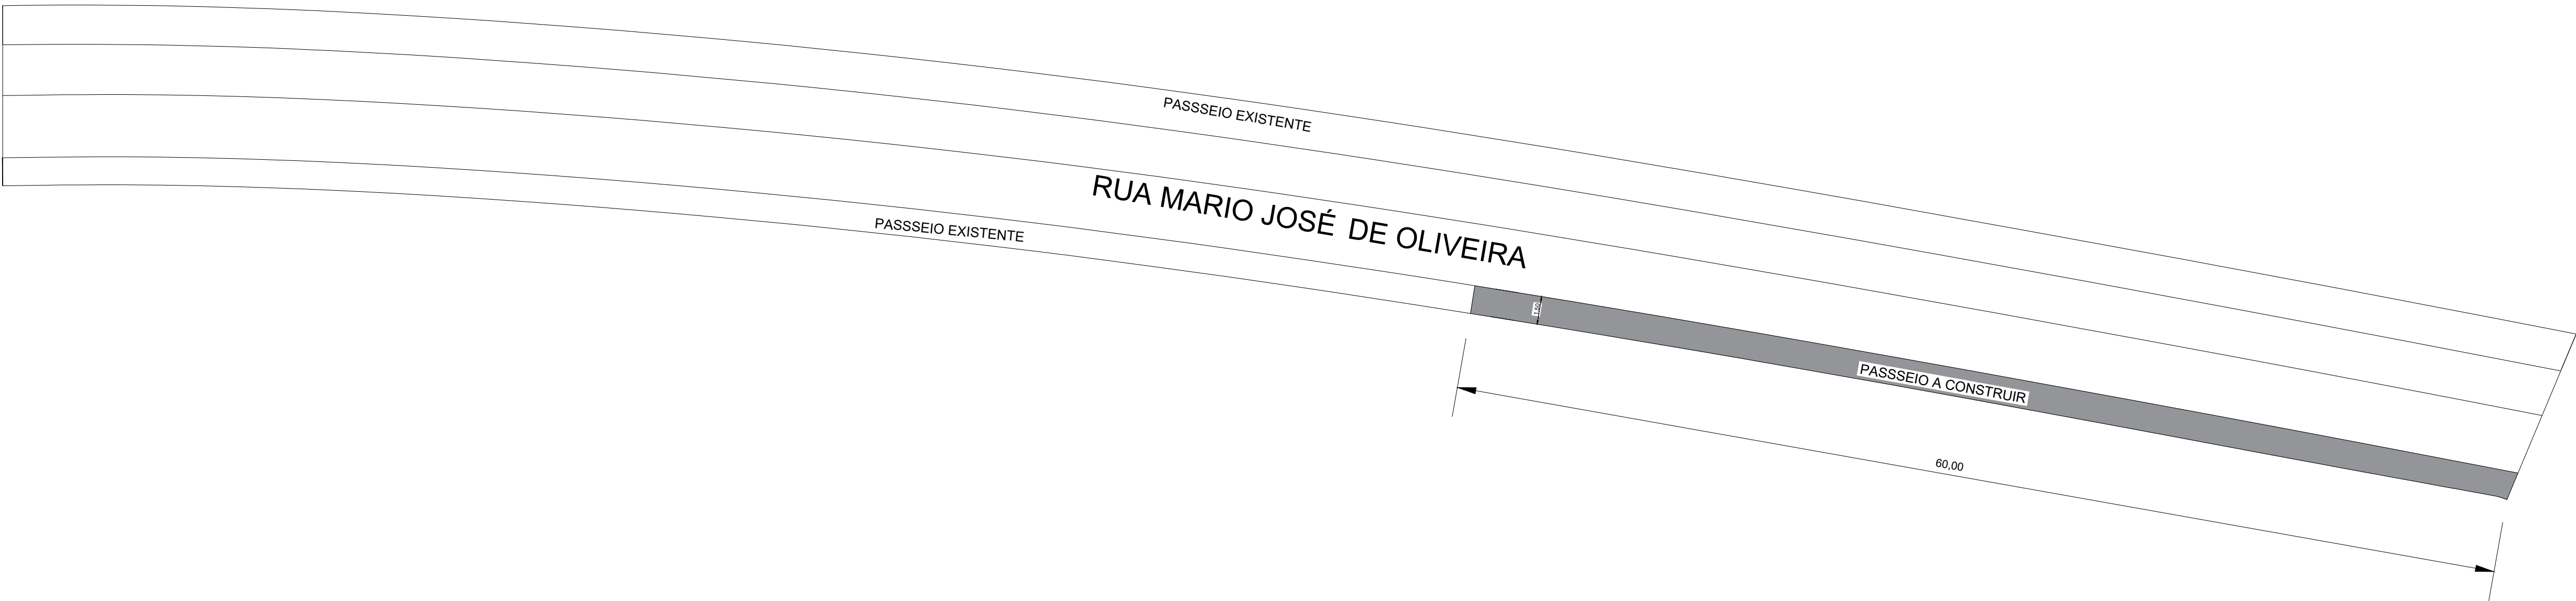 PASSSEIO EXISTENTE
RUA MARIO JOSÉ DE OLIVEIRA
PASSSEIO EXISTENTE
PASSSEIO A CONSTRUIR
60,00